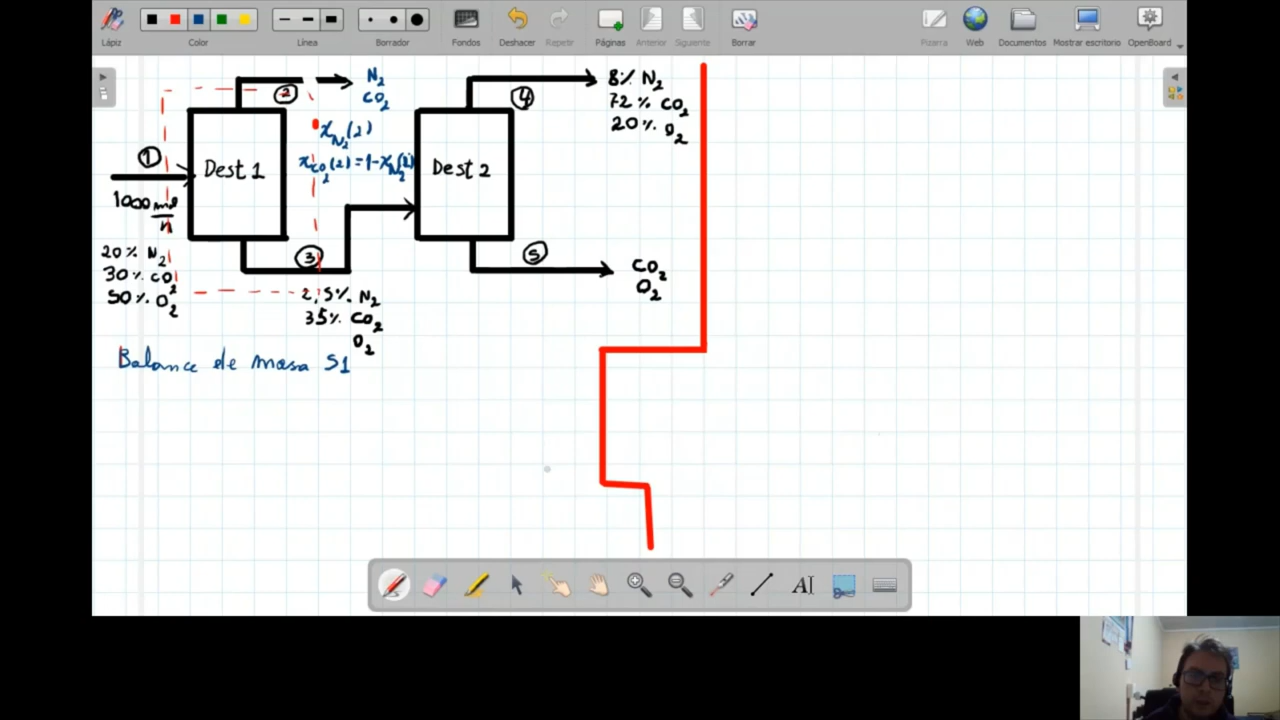 Lápiz
Color
Línea
Borrador
Fondos
Deshacer
Repetir
Páginas
Anterior
Siguiente
Borrar
Pizarra
Web
Documentos
Mostrar escritorio
OpenBoard
1
1000 mol/h
20% N2
30% CO2
50% O2
Dest 1
2
N2
CO2
xN2(2)
xCO2(2) = 1-xN2(2)
3
2,5% N2
35% CO2
O2
Dest 2
4
8% N2
72% CO2
20% O2
5
CO2
O2
Balance de masa S1
AI